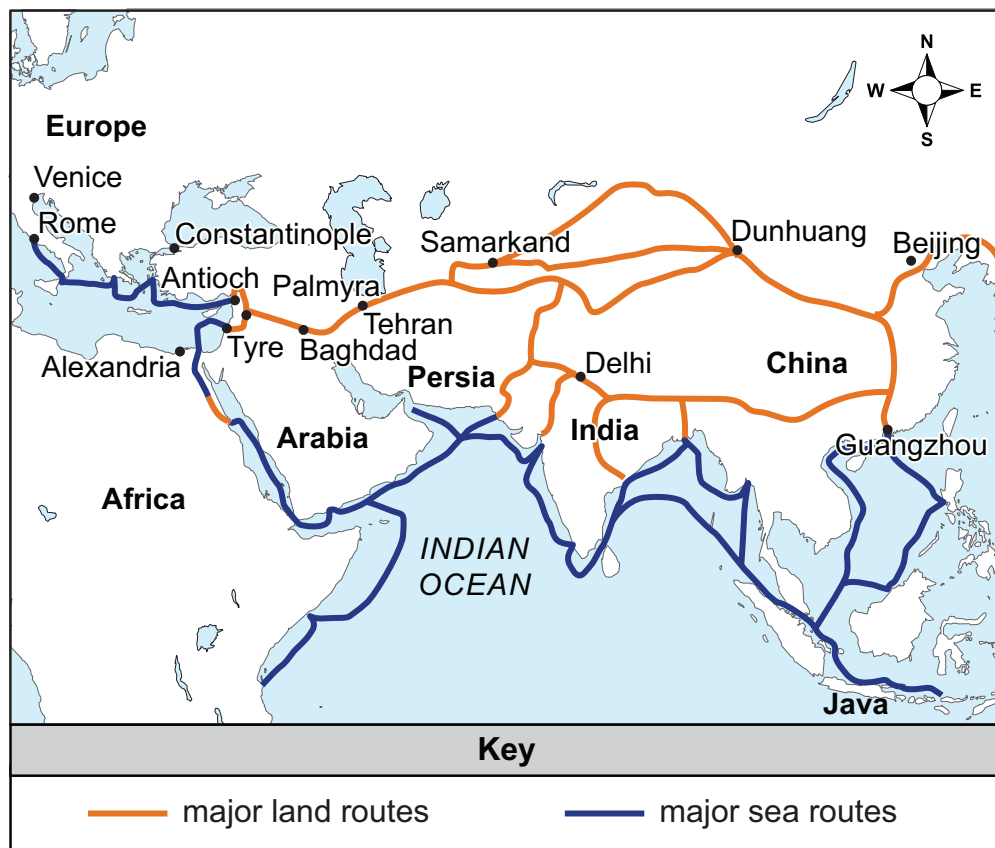 N
W
E
S
Europe
Venice
Rome
Constantinople
Samarkand
Dunhuang
Beijing
Antioch
Palmyra
Tehran
Tyre
Baghdad
Alexandria
Persia
Delhi
China
Arabia
India
Guangzhou
Africa
INDIAN
OCEAN
Java
Key
major land routes
major sea routes